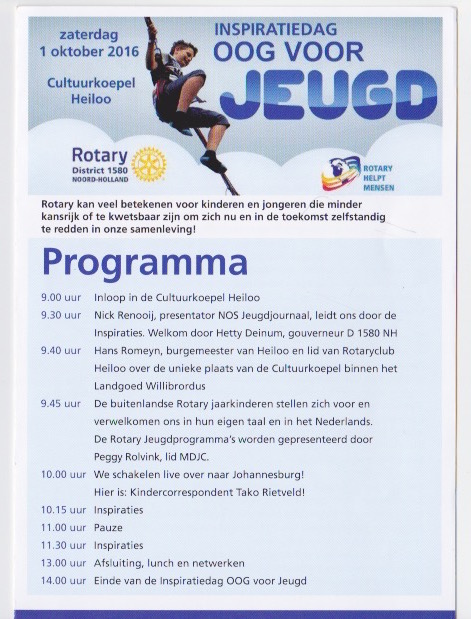 zaterdag
1 oktober 2016
Cultuurkoepel
Heiloo
INSPIRATIEDAG
OOG VOOR
JEUGD
Rotary
District 1580
NOORD-HOLLAND
ROTARY
HELPT
MENSEN
Rotary kan veel betekenen voor kinderen en jongeren die minder
kansrijk of te kwetsbaar zijn om zich nu en in de toekomst zelfstandig
te redden in onze samenleving!
Programma
9.00 uur Inloop in de Cultuurkoepel Heiloo
9.30 uur Nick Renooij, presentator NOS Jeugdjournaal, leidt ons door de
Inspiraties. Welkom door Hetty Deinum, gouverneur D 1580 NH
9.40 uur Hans Romeyn, burgemeester van Heiloo en lid van Rotaryclub
Heiloo over de unieke plaats van de Cultuurkoepel binnen het
Landgoed Willibrordus
9.45 uur De buitenlandse Rotary jaarkinderen stellen zich voor en
verwelkomen ons in hun eigen taal en in het Nederlands.
De Rotary Jeugdprogramma's worden gepresenteerd door
Peggy Rolvink, lid MDJC.
10.00 uur We schakelen live over naar Johannesburg!
Hier is: Kindercorrespondent Tako Rietveld!
10.15 uur Inspiraties
11.00 uur Pauze
11.30 uur Inspiraties
13.00 uur Afsluiting, lunch en netwerken
14.00 uur Einde van de Inspiratiedag OOG voor Jeugd